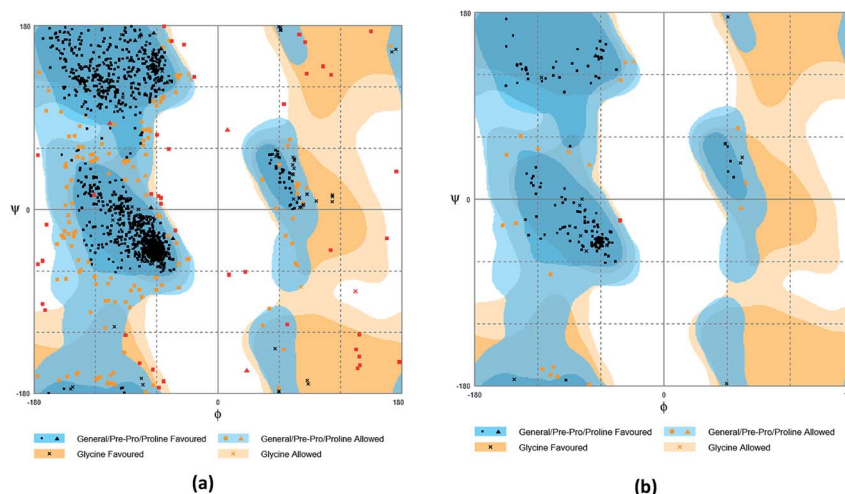 180
180
Ψ
0
Ψ
0
-180
-180
-180
0
180
-180
0
ϕ
ϕ
General/Pre-Pro/Proline Favoured
General/Pre-Pro/Proline Allowed
General/Pre-Pro/Proline Favoured
General/Pre-Pro/Proline Allowed
Glycine Favoured
Glycine Allowed
Glycine Favoured
Glycine Allowed
(a)
(b)